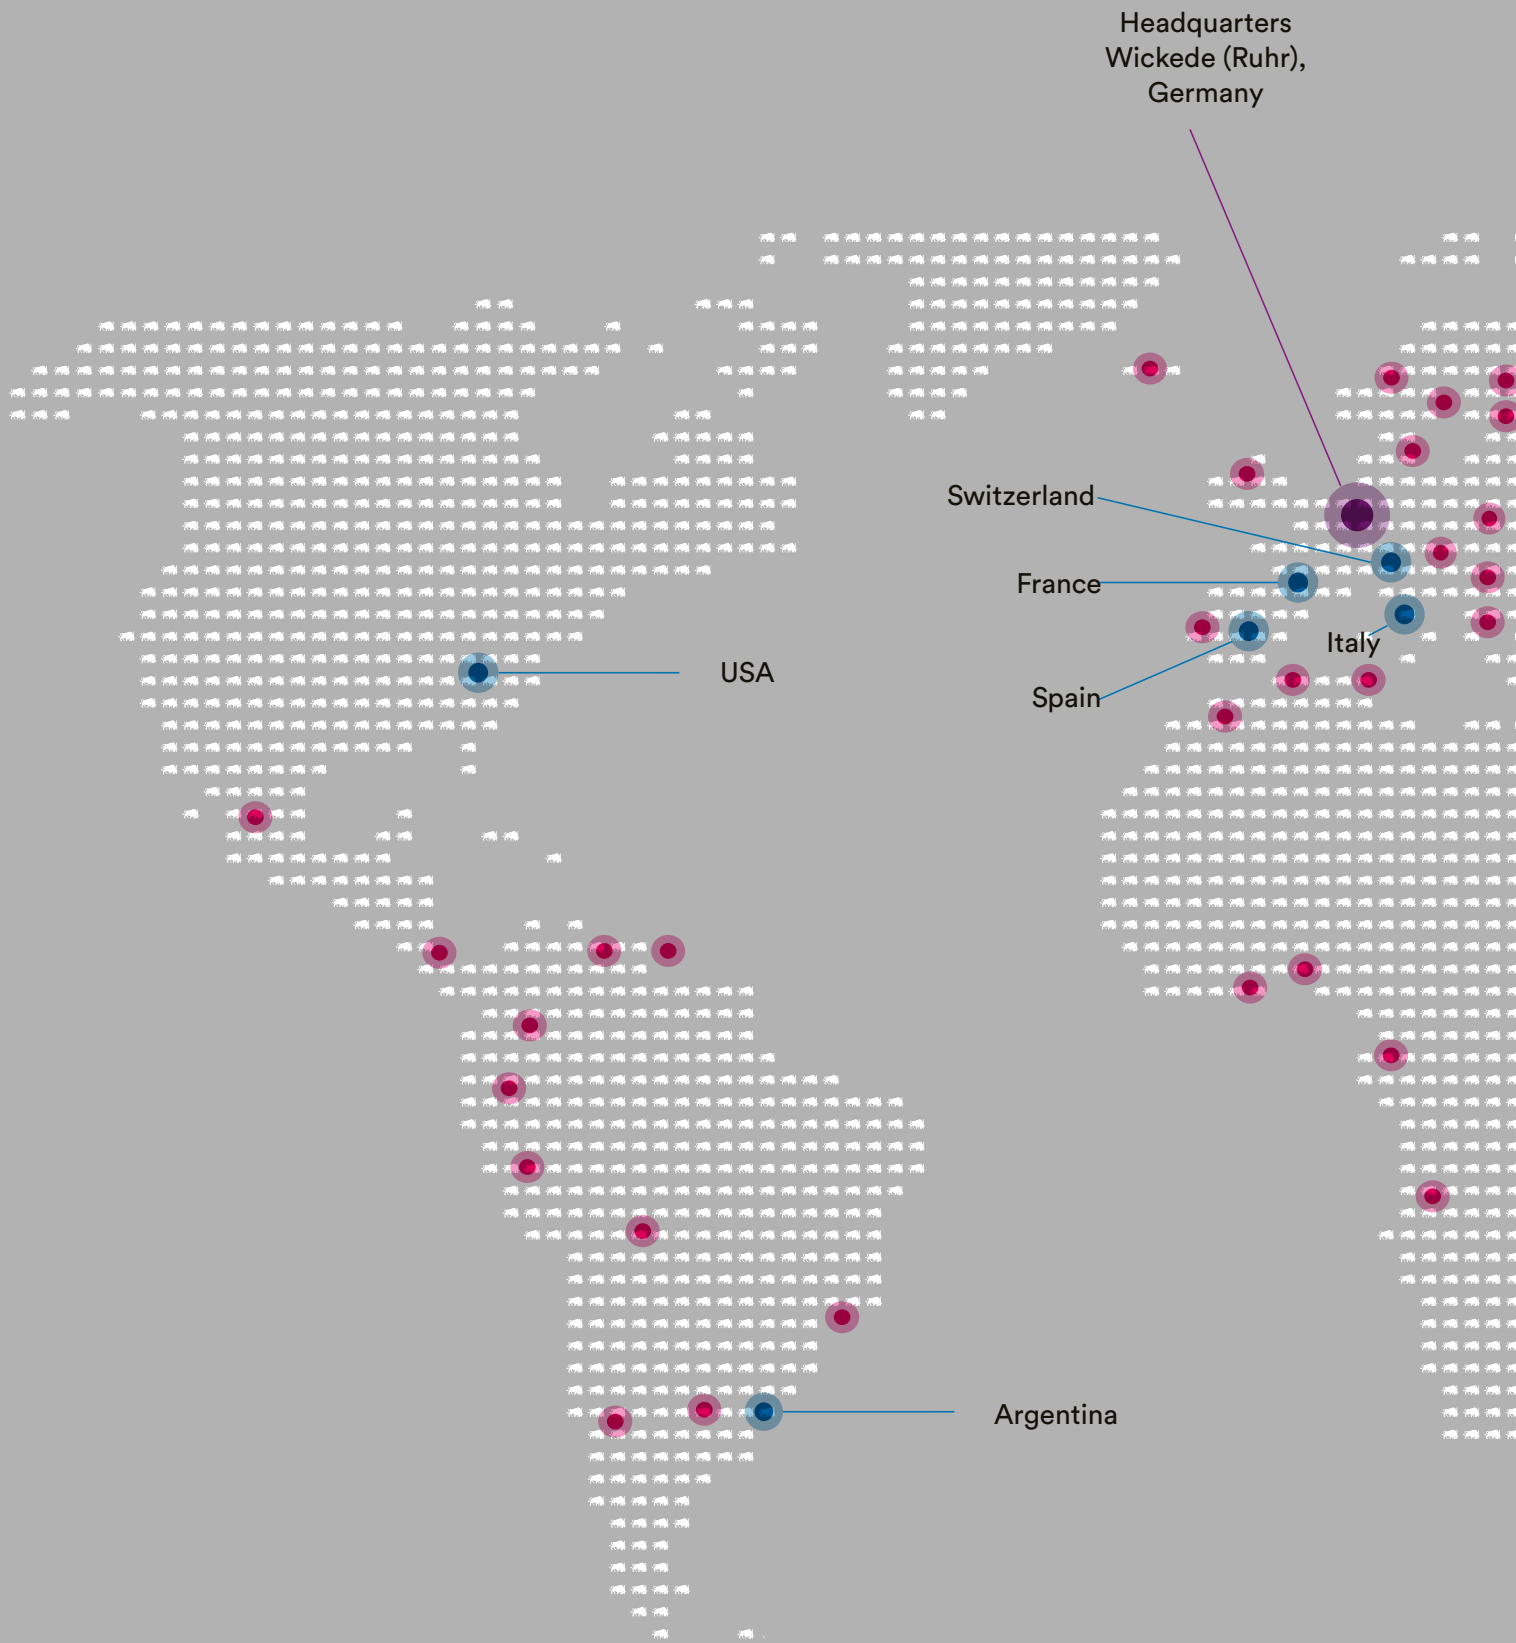 Headquarters
Wickede (Ruhr),
Germany
Switzerland
France
Italy
USA
Spain
Argentina